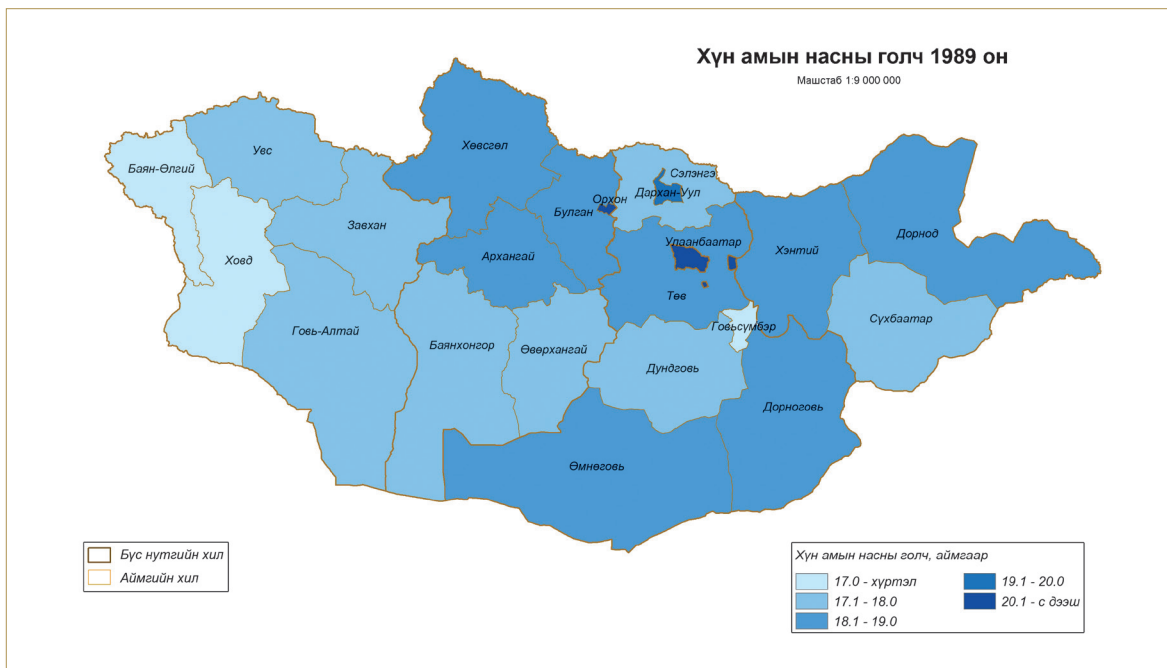 Хүн амын насны голч 1989 он
Машстаб 1:9 000 000
Хөвсгөл
Увс
Баян-Өлгий
Сэлэнгэ
Дархан-Уул
Орхон
Булган
Завхан
Улаанбаатар
Дорнод
Хэнтий
Архангай
Ховд
Төв
Говьсүмбэр
Сүхбаатар
Говь-Алтай
Баянхонгор
Өвөрхангай
Дундговь
Дорноговь
Өмнөговь
Бүс нутгийн хил
Аймгийн хил
Хүн амын насны голч, аймгаар
17.0 - хүртэл
17.1 - 18.0
18.1 - 19.0
19.1 - 20.0
20.1 - с дээш